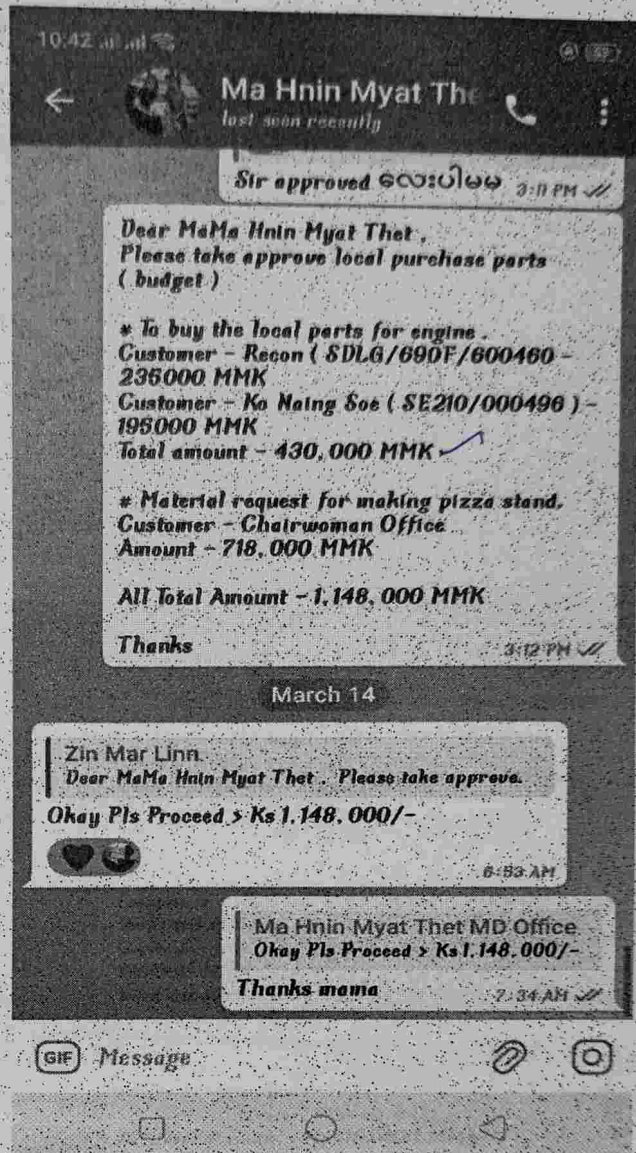 10:42
Ma Hnin Myat The
last seen recently
Sir approved ပေးပါမမ 3:11 PM
Dear MaMa Hnin Myat Thet .
Please take approve local purchase parts
( budget )
* To buy the local parts for engine .
Customer - Recon ( SDLG/690F/600460 -
235000 MMK
Customer - Ko Naing Soe ( SE210/000496 ) -
195000 MMK
Total amount - 430, 000 MMK
# Material request for making pizza stand.
Customer - Chairwoman Office
Amount - 718, 000 MMK
All Total Amount - 1, 148, 000 MMK
Thanks
3:12 PM
March 14
Zin Mar Linn
Dear MaMa Hnin Myat Thet . Please take approve.
Okay Pls Proceed > Ks 1, 148, 000/-
6:53 AM
Ma Hnin Myat Thet MD Office
Okay Pls Proceed > Ks 1, 148, 000/-
Thanks mama
7:34 AM
GIF Message